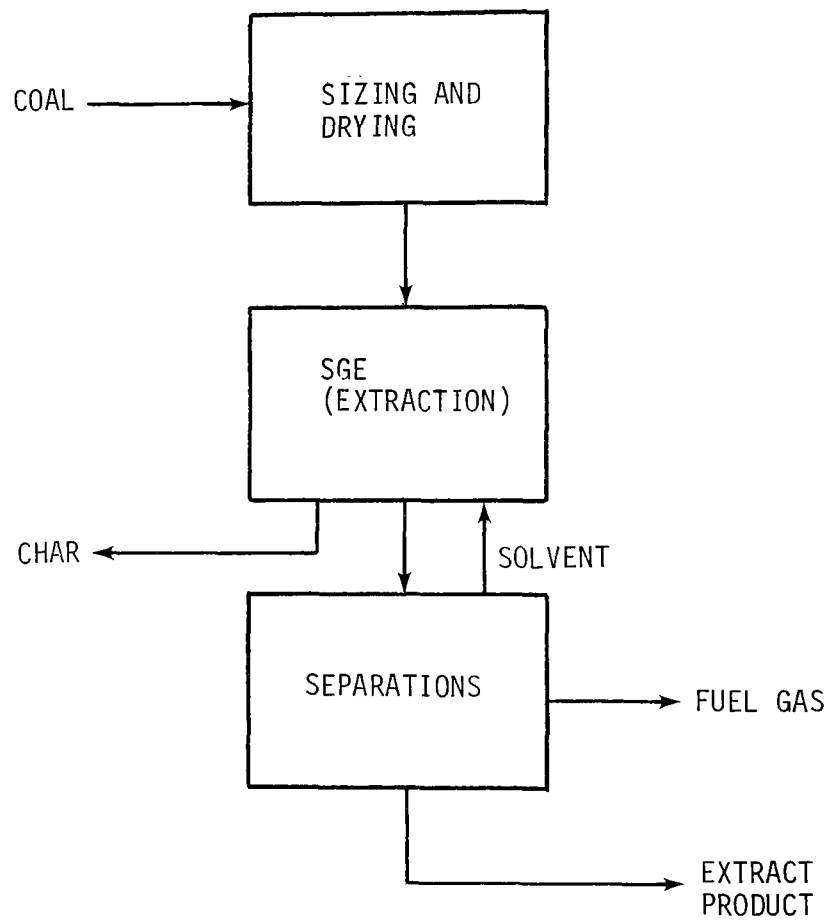 COAL
SIZING AND
DRYING
SGE
(EXTRACTION)
CHAR
SOLVENT
SEPARATIONS
FUEL GAS
EXTRACT
PRODUCT